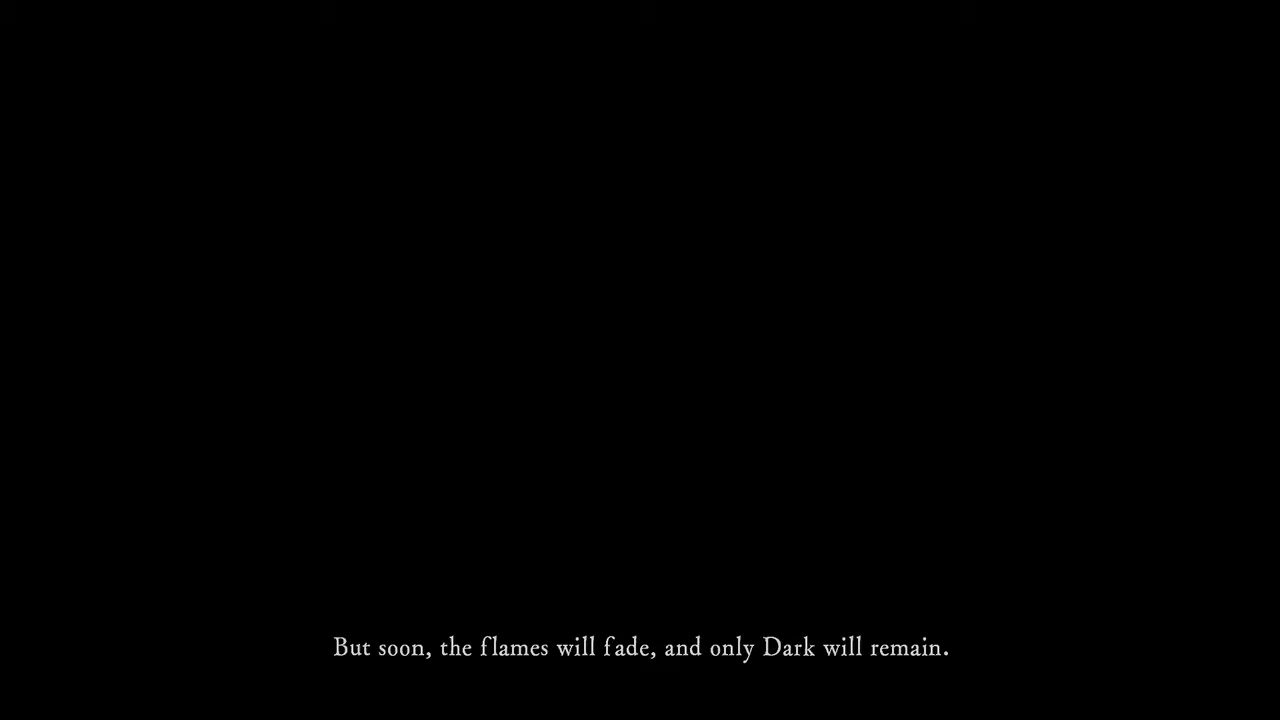 But soon, the flames will fade, and only Dark will remain.